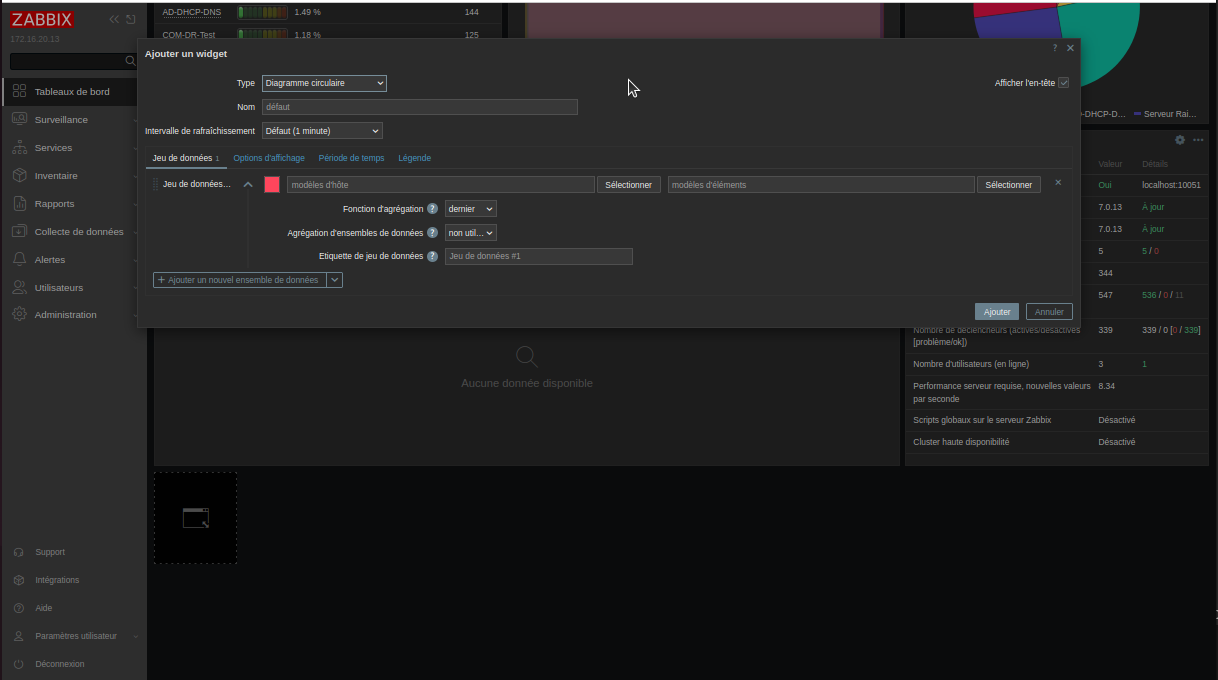 ZABBIX
172.16.20.13
Tableaux de bord
Surveillance
Services
Inventaire
Rapports
Collecte de données
Alertes
Utilisateurs
Administration
Support
Intégrations
Aide
Paramètres utilisateur
Déconnexion
AD-DHCP-DNS 1.49 % 144
COM-DR-Test 1.18 % 125
Ajouter un widget
? ×
Type Diagramme circulaire
Afficher l'en-tête
Nom défaut
Intervalle de rafraîchissement Défaut (1 minute)
Jeu de données 1 Options d'affichage Période de temps Légende
Jeu de données... modèles d'hôte Sélectionner modèles d'éléments Sélectionner ×
Fonction d'agrégation ? dernier
Agrégation d'ensembles de données ? non util...
Etiquette de jeu de données ? Jeu de données #1
+ Ajouter un nouvel ensemble de données
Ajouter Annuler
-DHCP-D... Serveur Rai...
Valeur Détails
Oui localhost:10051
7.0.13 À jour
7.0.13 À jour
5 5 / 0
344
547 536 / 0 / 11
Nombre de déclencheurs (activés/désactivés [problème/ok]) 339 339 / 0 [0 / 339]
Nombre d'utilisateurs (en ligne) 3 1
Performance serveur requise, nouvelles valeurs par seconde 8.34
Scripts globaux sur le serveur Zabbix Désactivé
Cluster haute disponibilité Désactivé
Aucune donnée disponible